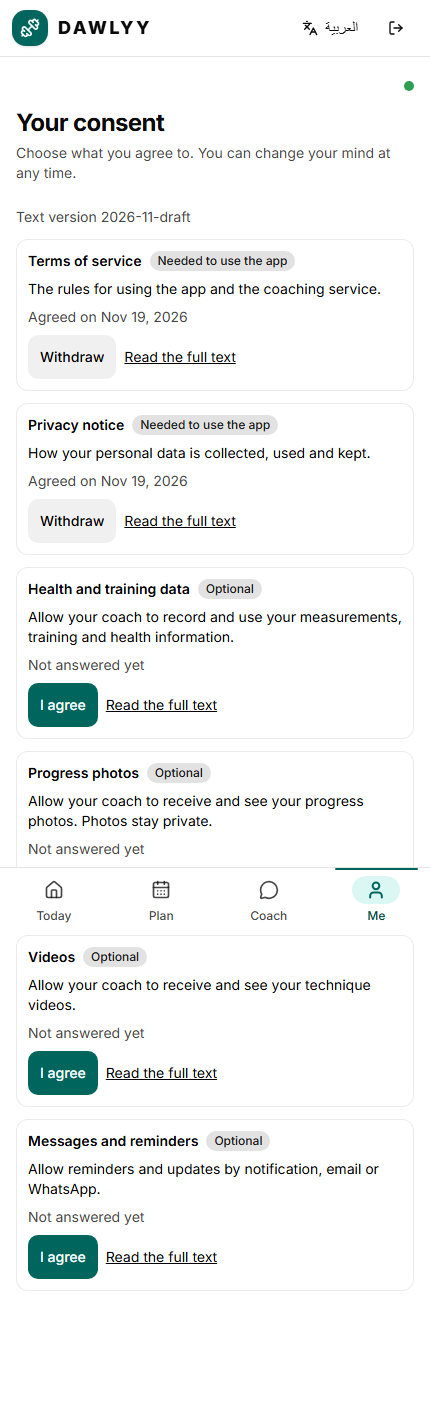 DAWLYY
العربية
Your consent
Choose what you agree to. You can change your mind at
any time.
Text version 2026-11-draft
Terms of service Needed to use the app
The rules for using the app and the coaching service.
Agreed on Nov 19, 2026
Withdraw Read the full text
Privacy notice Needed to use the app
How your personal data is collected, used and kept.
Agreed on Nov 19, 2026
Withdraw Read the full text
Health and training data Optional
Allow your coach to record and use your measurements,
training and health information.
Not answered yet
I agree Read the full text
Progress photos Optional
Allow your coach to receive and see your progress
photos. Photos stay private.
Not answered yet
Today Plan Coach Me
Videos Optional
Allow your coach to receive and see your technique
videos.
Not answered yet
I agree Read the full text
Messages and reminders Optional
Allow reminders and updates by notification, email or
WhatsApp.
Not answered yet
I agree Read the full text